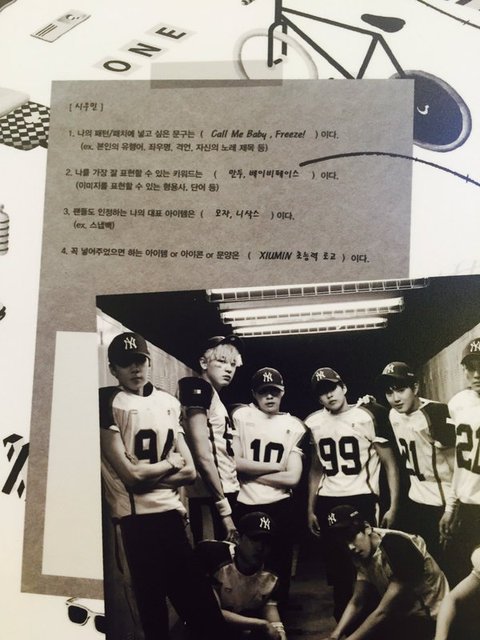 ONE
[ 시우민 ]
1. 나의 패턴/패치에 넣고 싶은 문구는 ( Call Me Baby , Freeze! ) 이다.
(ex. 본인의 유행어, 좌우명, 격언, 자신의 노래 제목 등)
2. 나를 가장 잘 표현할 수 있는 키워드는 ( 만두, 베이비페이스 ) 이다.
(이미지를 표현할 수 있는 형용사, 단어 등)
3. 팬들도 인정하는 나의 대표 아이템은 ( 모자, 니삭스 ) 이다.
(ex. 스냅백)
4. 꼭 넣어주었으면 하는 아이템 or 아이콘 or 문양은 ( XIUMIN 초능력 로고 ) 이다.
NY
NY
NY
NY
NY
94
10
99
21
21
NY
NY